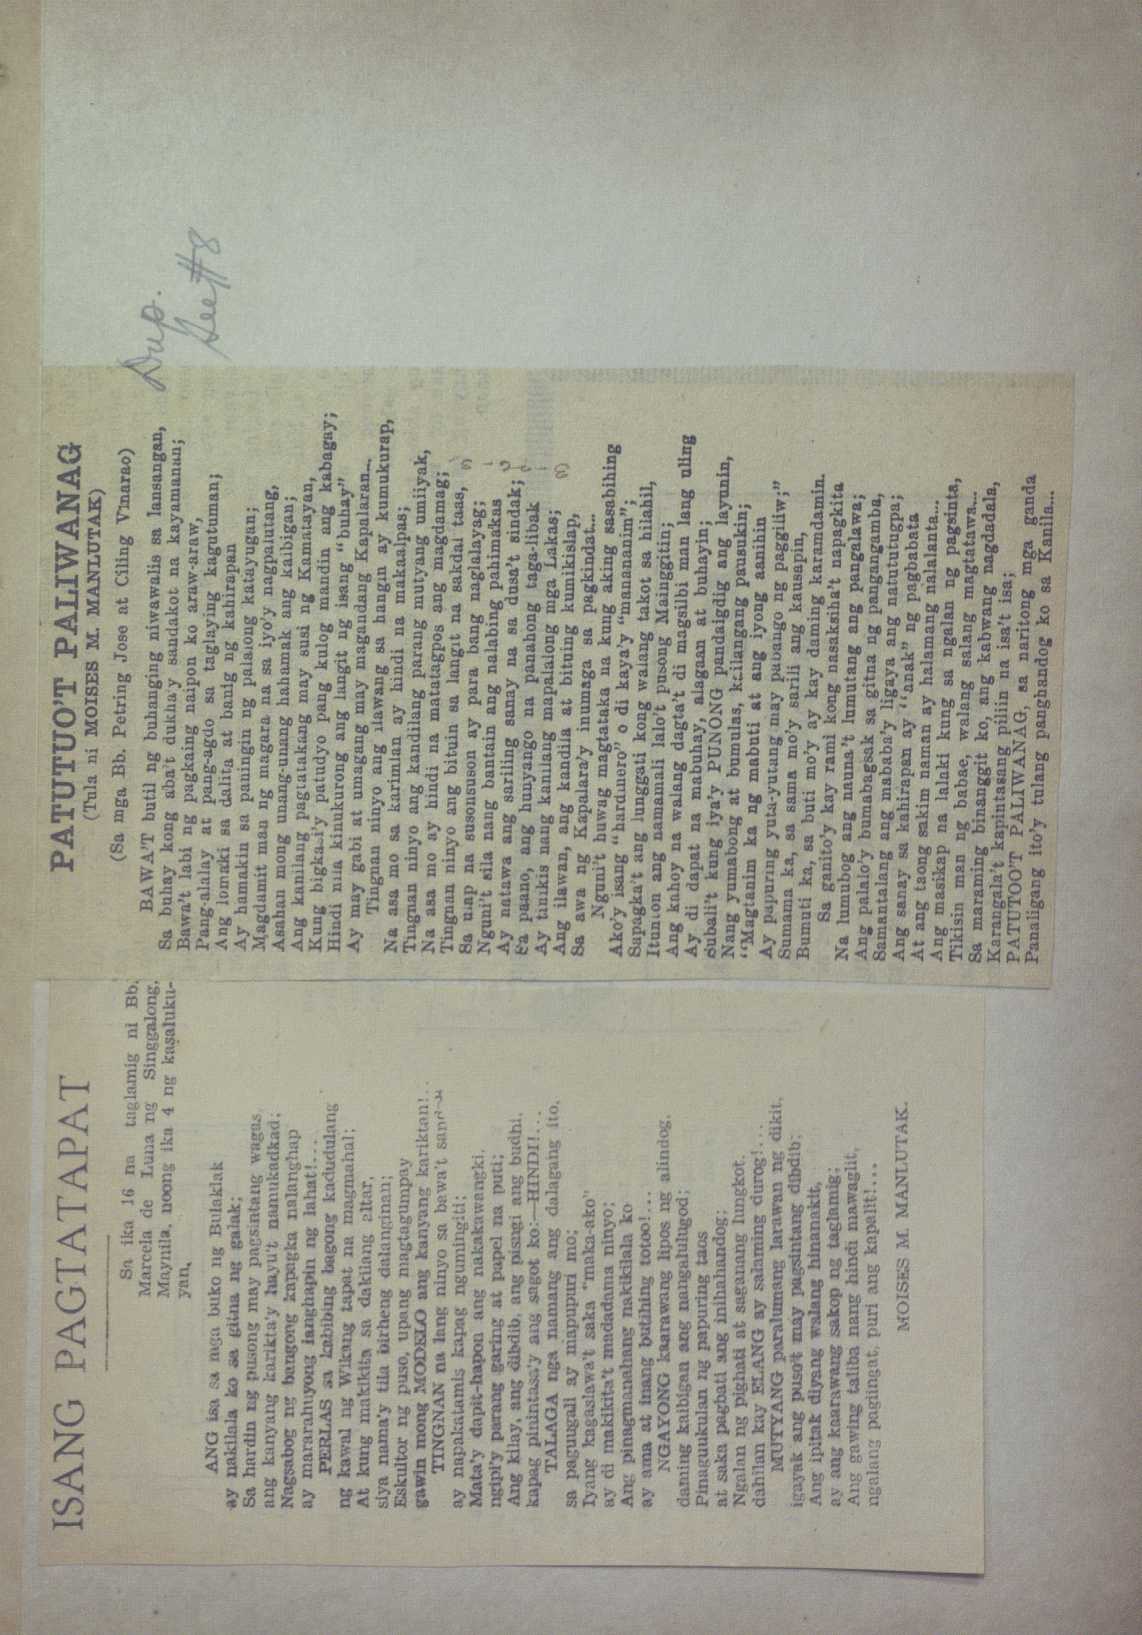 ISANG PAGTATAPAT
Sa ika 16 na taglamig ni Bb.
Marcela de Luna ng Singgalong,
Maynila, noong ika 4 ng kasaluku-
yan.
ANG isa sa mga buko ng Bulaklak
ay nakilala ko sa gitna ng galak;
Sa hardin ng pusong may pagsintang wagas
ang kanyang karikta'y hayu't nanukadkad;
Nagsabog ng bangong kapagka nalanghap
ay mararahuyong langhapin ng lahat!...
PERLAS sa kabibing bagong kadudulang
ng kawal ng Wikang tapat na magmahal;
At kung makikita sa dakilang altar,
siya nama'y tila birheng dalanginan;
Eskultor ng puso, upang magtagumpay
gawin mong MODELO ang kanyang kariktan!..
TINGNAN na lang ninyo sa bawa't
ay napakatamis kapag ngumingiti;
Mata'y dapit-hapon ang nakakawangki,
ngipi'y parang garing at papel na puti;
Ang kilay, ang dibdib, ang pisngi ang budhi,
kapag pinintasa'y ang sagot ko:—HINDI!...
TALAGA nga namang ang dalagang ito,
sa paguugali ay mapupuri mo;
Iyang kagaslawa't saka "maka-ako"
ay di makikita't madadama ninyo;
Ang pinagmanahang nakikilala ko
ay ama at inang butihing totoo!...
NGAYONG kaarawang lipos ng alindog,
daming kaibigan ang nangalulugod;
Pinaguukulan ng papuring taos
at saka pagbati ang inihahandog;
Ngalan ng pighati at saganang lungkot,
dahilan kay ELANG ay salaming durog!...
MUTYANG paralumang larawan ng dikit,
igayak ang puso't may pagsintang dibdib;
Ang ipitak diyang walang hinanakit,
ay ang kaarawang sakop ng taglamig;
Ang gawing taliba nang hindi mawaglit,
ngalang pagiingat, puri ang kapalit!...
MOISES M. MANLUTAK.
PATUTUO'T PALIWANAG
(Tula ni MOISES M. MANLUTAK)
(Sa mga Bb. Petring Jose at Ciling Vinarao)
BAWA'T butil ng buhanging niwawalis sa lansangan,
Sa buhay kong aba't dukha'y sandakot na kayamanan;
Bawa't labi ng pagkaing naipon ko araw-araw,
Pang-alalay at pang-agdo sa taglaying kagutuman;
Ang lomaki sa dalita at banig ng kahirapan
Ay hamakin sa paningin ng palalong katayugan;
Magdamit man ng magara na sa iyo'y nagpalutang,
Asahan mong unang-unang hahamak ang kaibigan;
Ang kanilang pagtatakang may susi ng Kamatayan,
Kung bigkasi'y patudyo pang kulog mandin ang kabagay;
Hindi nila kinukurong ang langit ng isang "buhay"
Ay may gabi at umagang may magandang Kapalaran...
Tingnan ninyo ang ilawang sa hangin ay kumukurap,
Na asa mo sa karimlan ay hindi na makaalpas;
Tingnan ninyo ang kandilang parang mutyang umiiyak,
Na asa mo ay hindi na matatagpos ang magdamag;
Tingnan ninyo ang bituin sa langit na sakdal taas,
Sa ulap na susonsuson ay para bang naglalayag;
Nguni't sila nang bantain ang nalabing pahimakas
Ay natawa ang sariling sanay na sa dusa't sindak;
Sa paano, ang bunyango na panahong taga-libak
Ay tunkis nang kanilang mapalalong mga Lakas;
Ang ilawan, ang kandila at bituing kumikislap,
Sa awa ng Kapalara'y inumaga sa pagkindat...
Nguni't huwag magtataka na kung aking sasabihing
Ako'y isang "hardinero" o di kaya'y "manananim";
Sapagka't ang lunggati kong walang takot sa hilahil,
Itunton ang namamali lalo't pusong Mainggitin;
Ang kahoy na walang dagta't di magsilbi man lang uling
Ay di dapat na mabuhay, alagaan at buhayin;
Subali't kung iya'y PUNONG pandaigdig ang layunin,
Nang yumabong at bumulas, kailangang pausukin;
"Magtanim ka ng mabuti at ang iyong aanihin
Ay papuring yuta-yutang may pabango ng paggiliw;"
Sumama ka, sa sama mo'y sarili ang kausapin,
Bumuti ka, sa buti mo'y ay kay daming karamdamin.
Sa ganito'y kay rami kong nasaksiha't napagkita
Na lumubog ang nauna't lumutang ang pangalawa;
Ang palalo'y bumabagsak sa gitna ng pangangamba,
Samantalang ang mababa'y ligaya ang natutugpa;
Ang sanay sa kahirapan ay "anak" ng pagbabata
At ang taong sakim naman ay halamang nalalanta...
Ang masikap na lalaki kung sa ngalan ng pagsinta,
Tikisin man ng babae, walang salang magtatawa...
Sa maraming binanggit ko, ang kabwang nagdadala,
Karangala't kapintasang piliin na isa't isa;
PATUTOO'T PALIWANAG, sa naritong mga ganda
Panaligang ito'y tulang panghandog ko sa Kanila...
Dup.
See #8